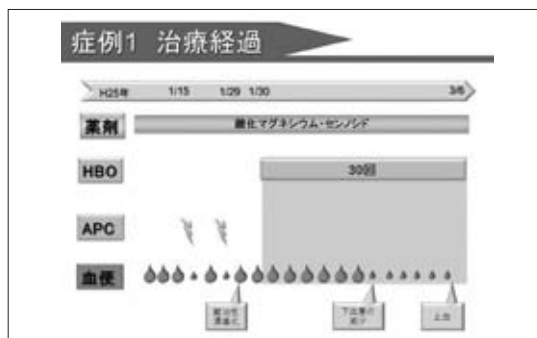 症例1 治療経過
H25年 1/15 1/29 1/30 3/6
薬剤 酸化マグネシウム・センノシド
HBO 30回
APC
血便
下血量の
減少
止血